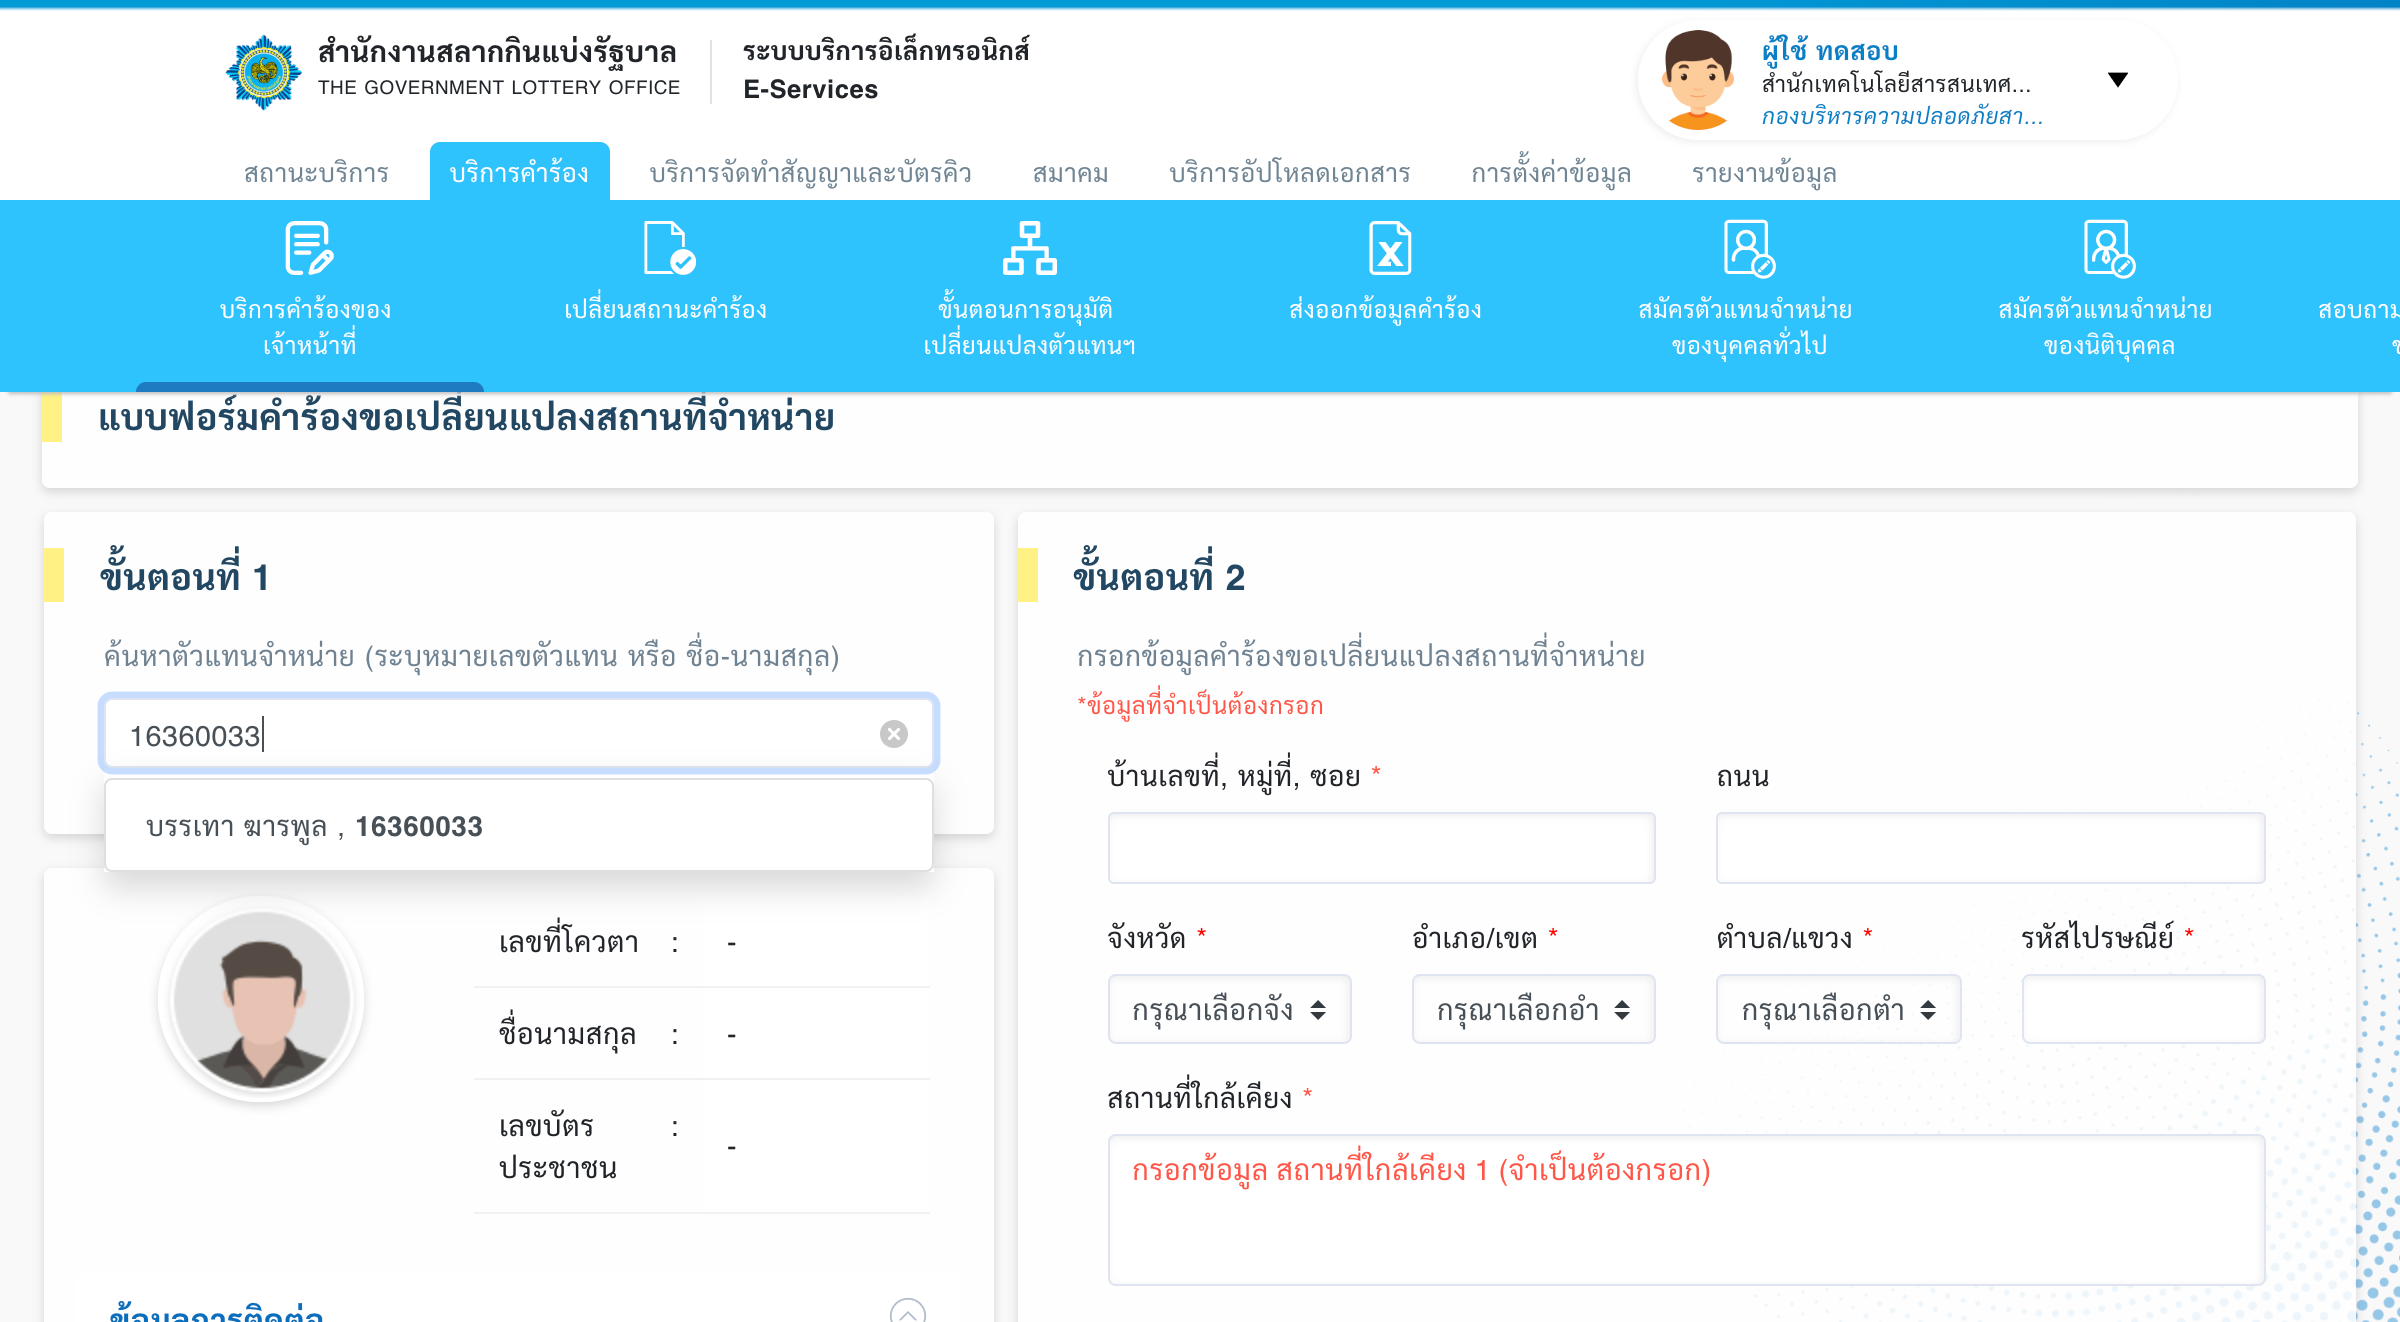 สำนักงานสลากกินแบ่งรัฐบาล
THE GOVERNMENT LOTTERY OFFICE
ระบบบริการอิเล็กทรอนิกส์
E-Services
ผู้ใช้ ทดสอบ
สำนักเทคโนโลยีสารสนเทศ...
กองบริหารความปลอดภัยสา...
สถานะบริการ
บริการคำร้อง
บริการจัดทำสัญญาและบัตรคิว
สมาคม
บริการอัปโหลดเอกสาร
การตั้งค่าข้อมูล
รายงานข้อมูล
บริการคำร้องของ
เจ้าหน้าที่
เปลี่ยนสถานะคำร้อง
ขั้นตอนการอนุมัติ
เปลี่ยนแปลงตัวแทนฯ
ส่งออกข้อมูลคำร้อง
สมัครตัวแทนจำหน่าย
ของบุคคลทั่วไป
สมัครตัวแทนจำหน่าย
ของนิติบุคคล
แบบฟอร์มคำร้องขอเปลี่ยนแปลงสถานที่จำหน่าย
ขั้นตอนที่ 1
ค้นหาตัวแทนจำหน่าย (ระบุหมายเลขตัวแทน หรือ ชื่อ-นามสกุล)
16360033
บรรเทา ฆารพูล , 16360033
เลขที่โควตา : -
ชื่อนามสกุล : -
เลขบัตร : -
ประชาชน
ข้อมูลการติดต่อ
ขั้นตอนที่ 2
กรอกข้อมูลคำร้องขอเปลี่ยนแปลงสถานที่จำหน่าย
*ข้อมูลที่จำเป็นต้องกรอก
บ้านเลขที่, หมู่ที่, ซอย *
ถนน
จังหวัด *
อำเภอ/เขต *
ตำบล/แขวง *
รหัสไปรษณีย์ *
กรุณาเลือกจัง
กรุณาเลือกอำ
กรุณาเลือกตำ
สถานที่ใกล้เคียง *
กรอกข้อมูล สถานที่ใกล้เคียง 1 (จำเป็นต้องกรอก)